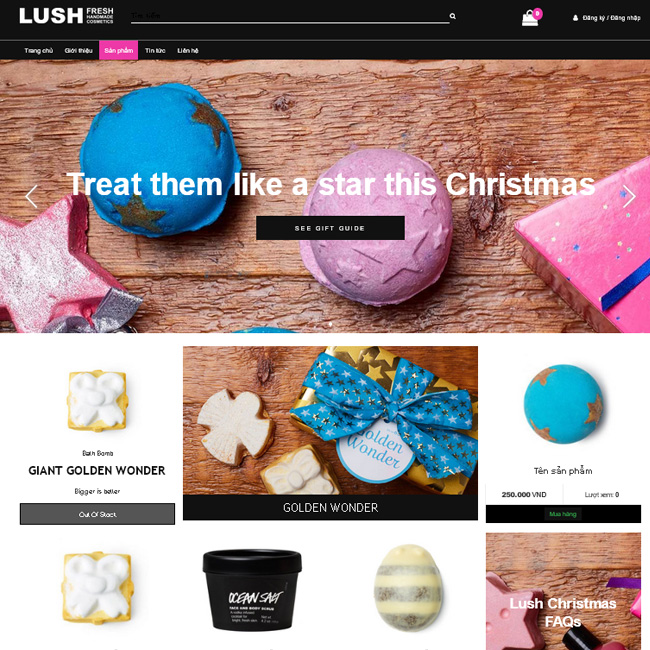 LUSH FRESH
HANDMADE
COSMETICS
9
Đăng ký / Đăng nhập
Trang chủ
Giới thiệu
Sản phẩm
Tin tức
Liên hệ
Treat them like a star this Christmas
SEE GIFT GUIDE
Bath Bomb
GIANT GOLDEN WONDER
Bigger is better
Out Of Stock
Golden
Wonder
GOLDEN WONDER
Tên sản phẩm
250.000 VND
Lượt xem: 0
Mua hàng
OCEAN SALT
FACE AND BODY SCRUB
Lush Christmas
FAQs